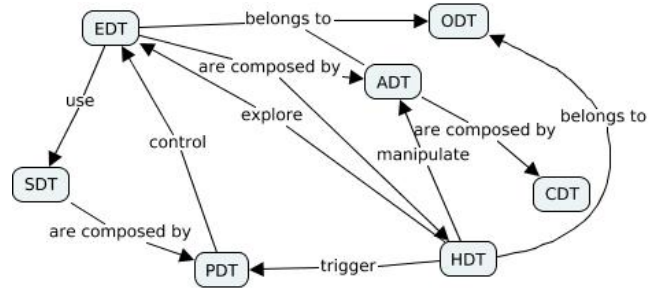 EDT
belongs to
ODT
are composed by
ADT
use
explore
belongs to
control
are composed by
manipulate
SDT
CDT
are composed by
PDT
trigger
HDT